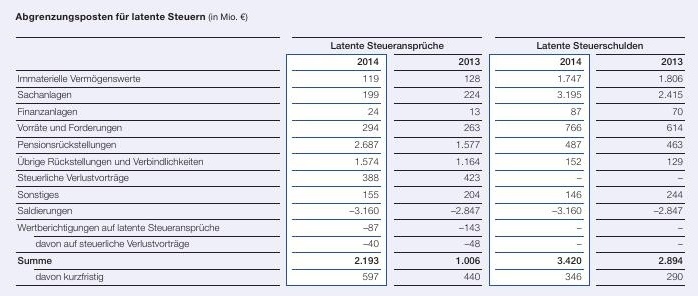 Abgrenzungsposten für latente Steuern (in Mio. €)
Latente Steueransprüche Latente Steuerschulden
2014 2013 2014 2013
Immaterielle Vermögenswerte 119 128 1.747 1.806
Sachanlagen 199 224 3.195 2.415
Finanzanlagen 24 13 87 70
Vorräte und Forderungen 294 263 766 614
Pensionsrückstellungen 2.687 1.577 487 463
Übrige Rückstellungen und Verbindlichkeiten 1.574 1.164 152 129
Steuerliche Verlustvorträge 388 423 – –
Sonstiges 155 204 146 244
Saldierungen –3.160 –2.847 –3.160 –2.847
Wertberichtigungen auf latente Steueransprüche –87 –143 – –
davon auf steuerliche Verlustvorträge –40 –48 – –
Summe 2.193 1.006 3.420 2.894
davon kurzfristig 597 440 346 290